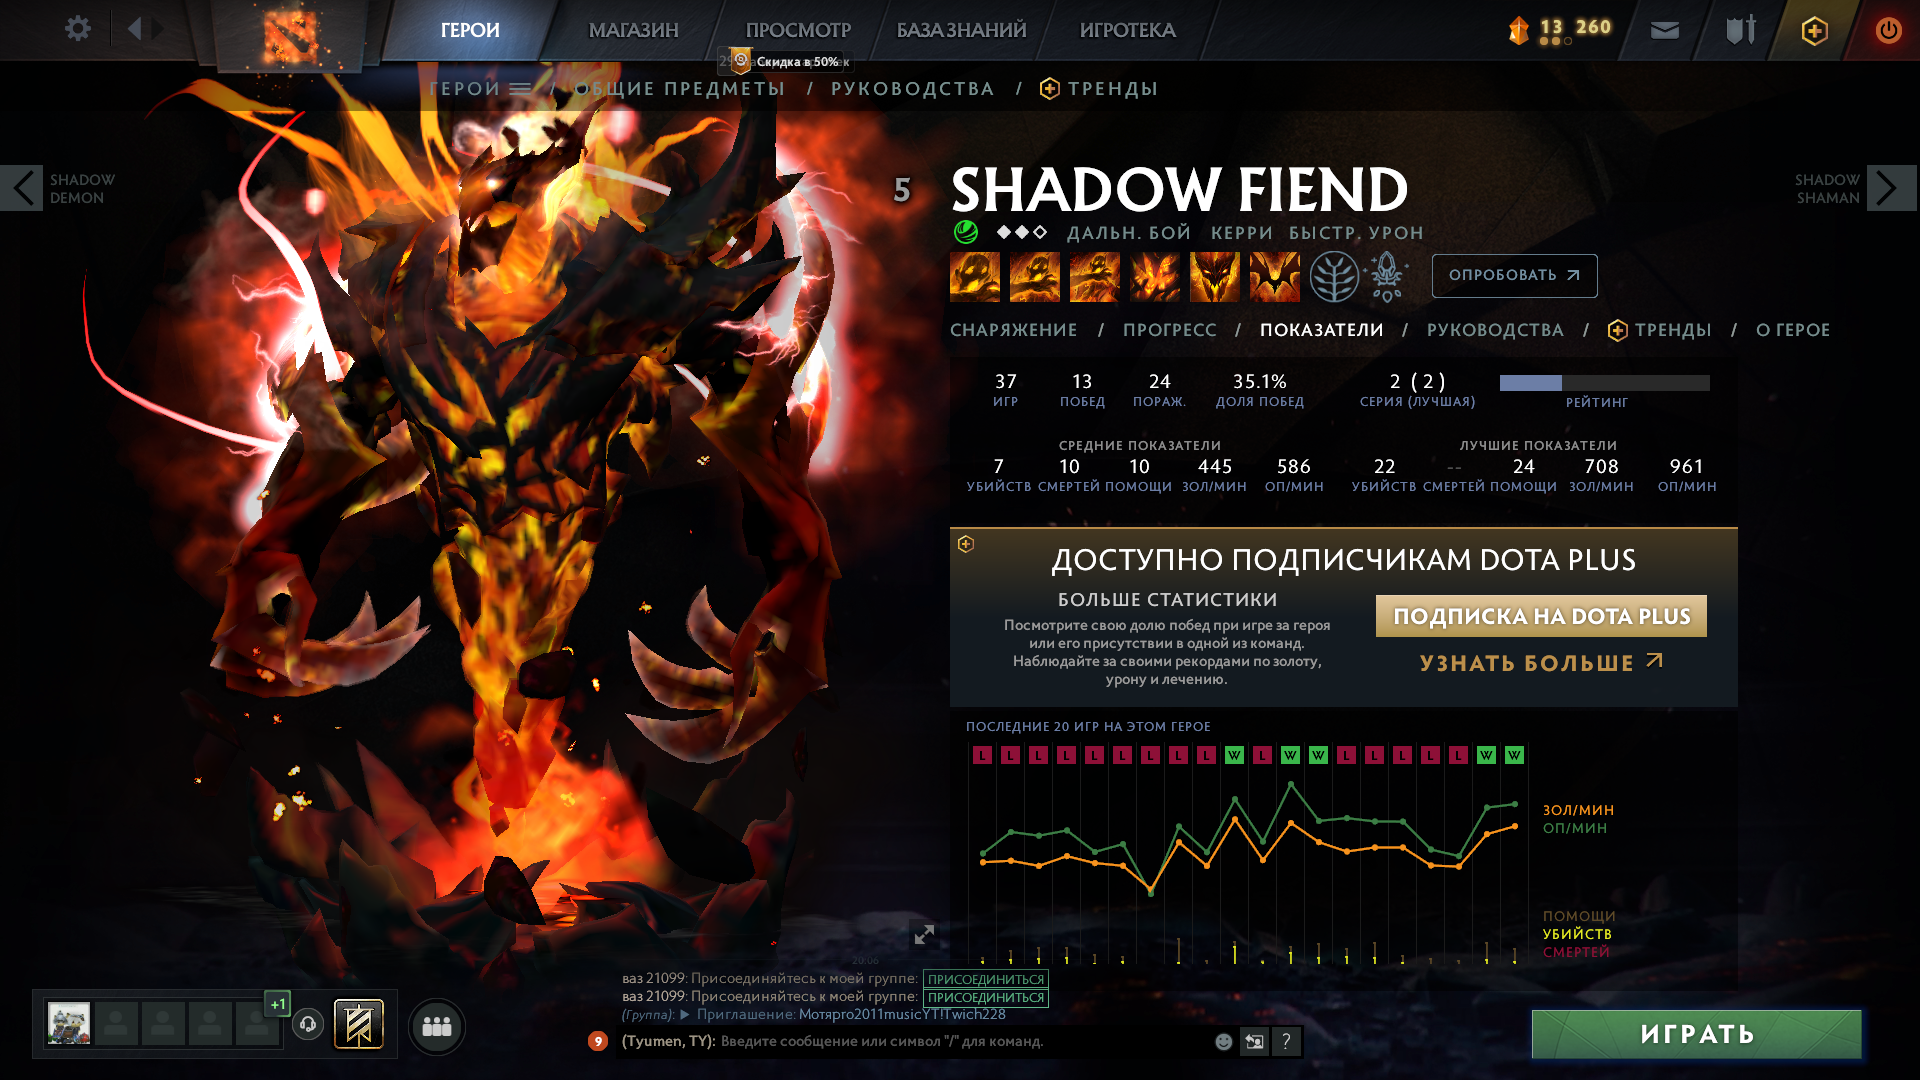 ГЕРОИ
МАГАЗИН
ПРОСМОТР
БАЗА ЗНАНИЙ
ИГРОТЕКА
13 260
Скидка в 50% к
ГЕРОИ / ОБЩИЕ ПРЕДМЕТЫ / РУКОВОДСТВА / ТРЕНДЫ
SHADOW DEMON
SHADOW SHAMAN
5
SHADOW FIEND
ДАЛЬН. БОЙ КЕРРИ БЫСТР. УРОН
ОПРОБОВАТЬ
СНАРЯЖЕНИЕ / ПРОГРЕСС / ПОКАЗАТЕЛИ / РУКОВОДСТВА / ТРЕНДЫ / О ГЕРОЕ
37 13 24 35.1% 2 (2)
ИГР ПОБЕД ПОРАЖ. ДОЛЯ ПОБЕД СЕРИЯ (ЛУЧШАЯ) РЕЙТИНГ
СРЕДНИЕ ПОКАЗАТЕЛИ ЛУЧШИЕ ПОКАЗАТЕЛИ
7 10 10 445 586 22 -- 24 708 961
УБИЙСТВ СМЕРТЕЙ ПОМОЩИ ЗОЛ/МИН ОП/МИН УБИЙСТВ СМЕРТЕЙ ПОМОЩИ ЗОЛ/МИН ОП/МИН
ДОСТУПНО ПОДПИСЧИКАМ DOTA PLUS
БОЛЬШЕ СТАТИСТИКИ
Посмотрите свою долю побед при игре за героя
или его присутствии в одной из команд.
Наблюдайте за своими рекордами по золоту,
урону и лечению.
ПОДПИСКА НА DOTA PLUS
УЗНАТЬ БОЛЬШЕ
ПОСЛЕДНИЕ 20 ИГР НА ЭТОМ ГЕРОЕ
L L L L L L L L L W L W W L L L L L W W
ЗОЛ/МИН
ОП/МИН
ПОМОЩИ
УБИЙСТВ
СМЕРТЕЙ
20:06
ваз 21099: Присоединяйтесь к моей группе: ПРИСОЕДИНИТЬСЯ
ваз 21099: Присоединяйтесь к моей группе: ПРИСОЕДИНИТЬСЯ
(Группа): Приглашение: Мотярго2011musicYT!Twich228
9 (Tyumen, TY): Введите сообщение или символ "/" для команд.
?
+1
ИГРАТЬ